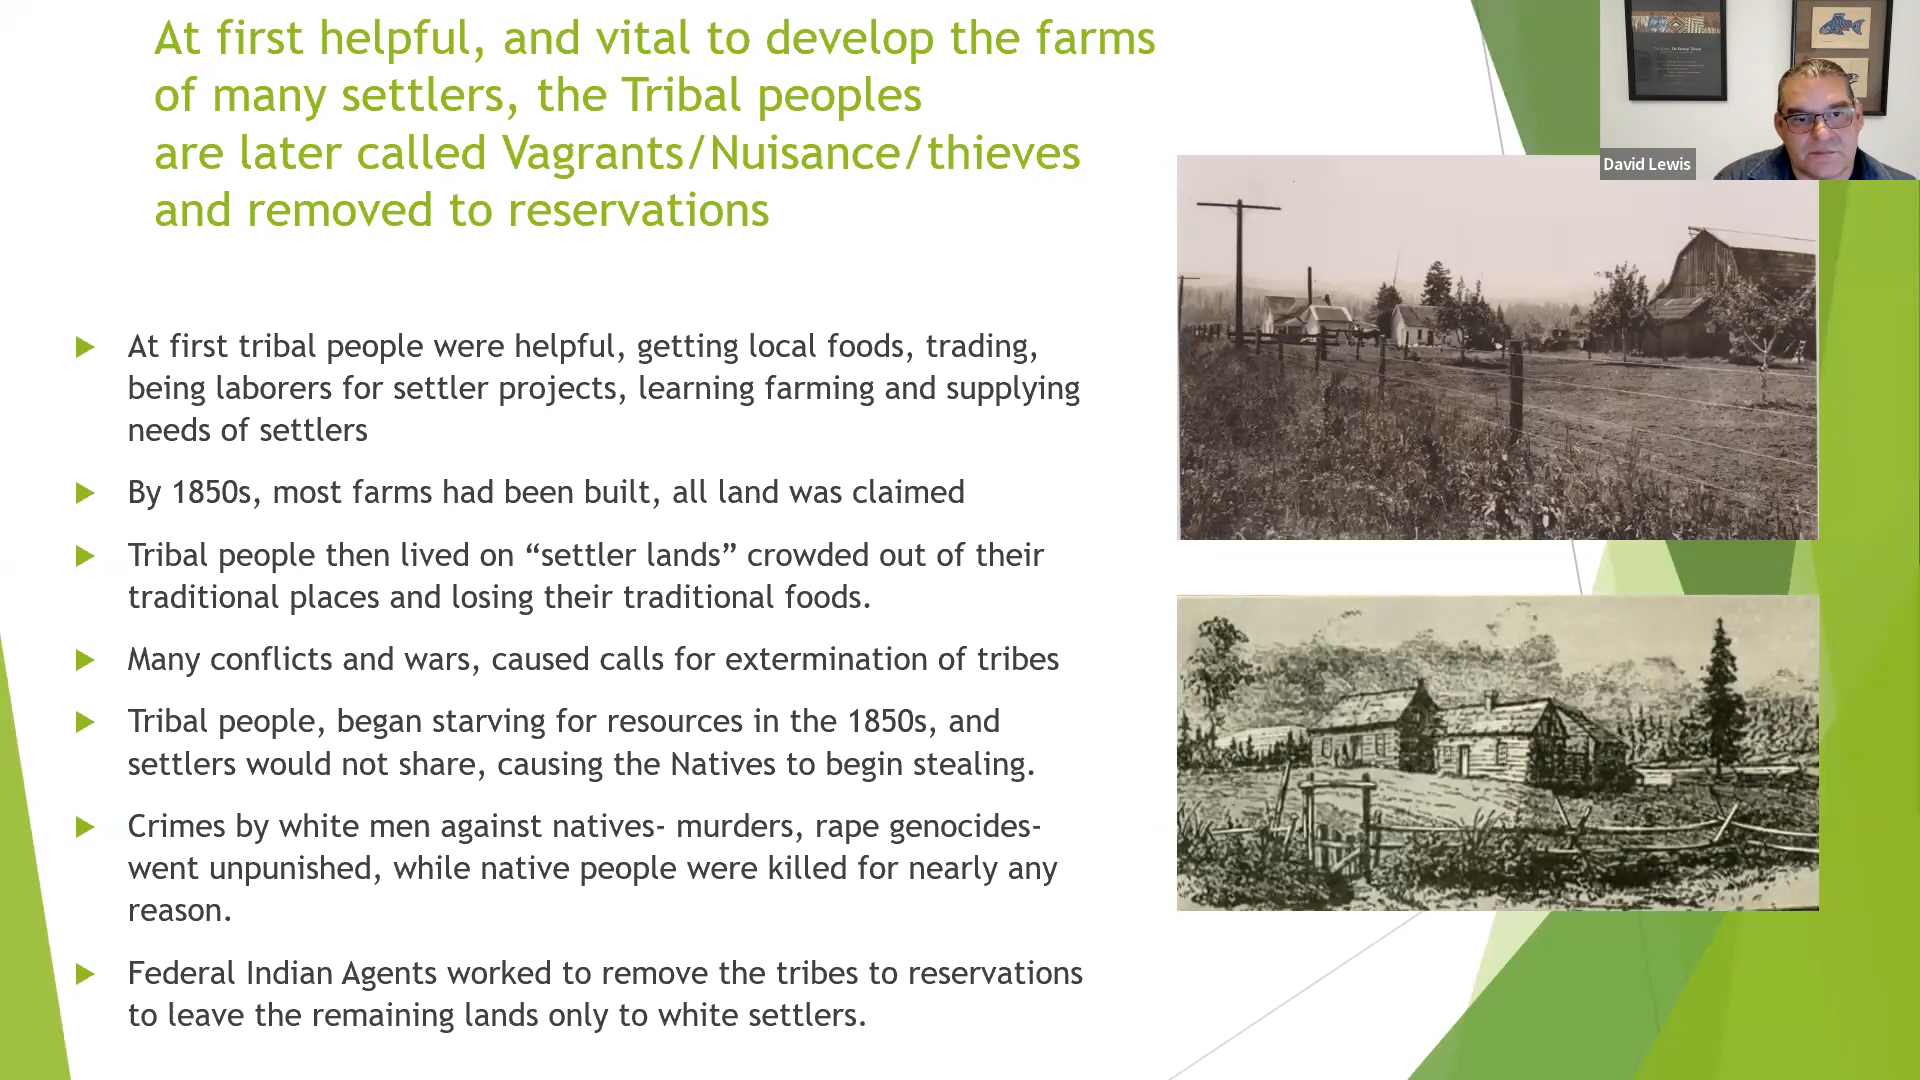 At first helpful, and vital to develop the farms
of many settlers, the Tribal peoples
are later called Vagrants/Nuisance/thieves
and removed to reservations
David Lewis
At first tribal people were helpful, getting local foods, trading,
being laborers for settler projects, learning farming and supplying
needs of settlers
By 1850s, most farms had been built, all land was claimed
Tribal people then lived on “settler lands” crowded out of their
traditional places and losing their traditional foods.
Many conflicts and wars, caused calls for extermination of tribes
Tribal people, began starving for resources in the 1850s, and
settlers would not share, causing the Natives to begin stealing.
Crimes by white men against natives- murders, rape genocides-
went unpunished, while native people were killed for nearly any
reason.
Federal Indian Agents worked to remove the tribes to reservations
to leave the remaining lands only to white settlers.